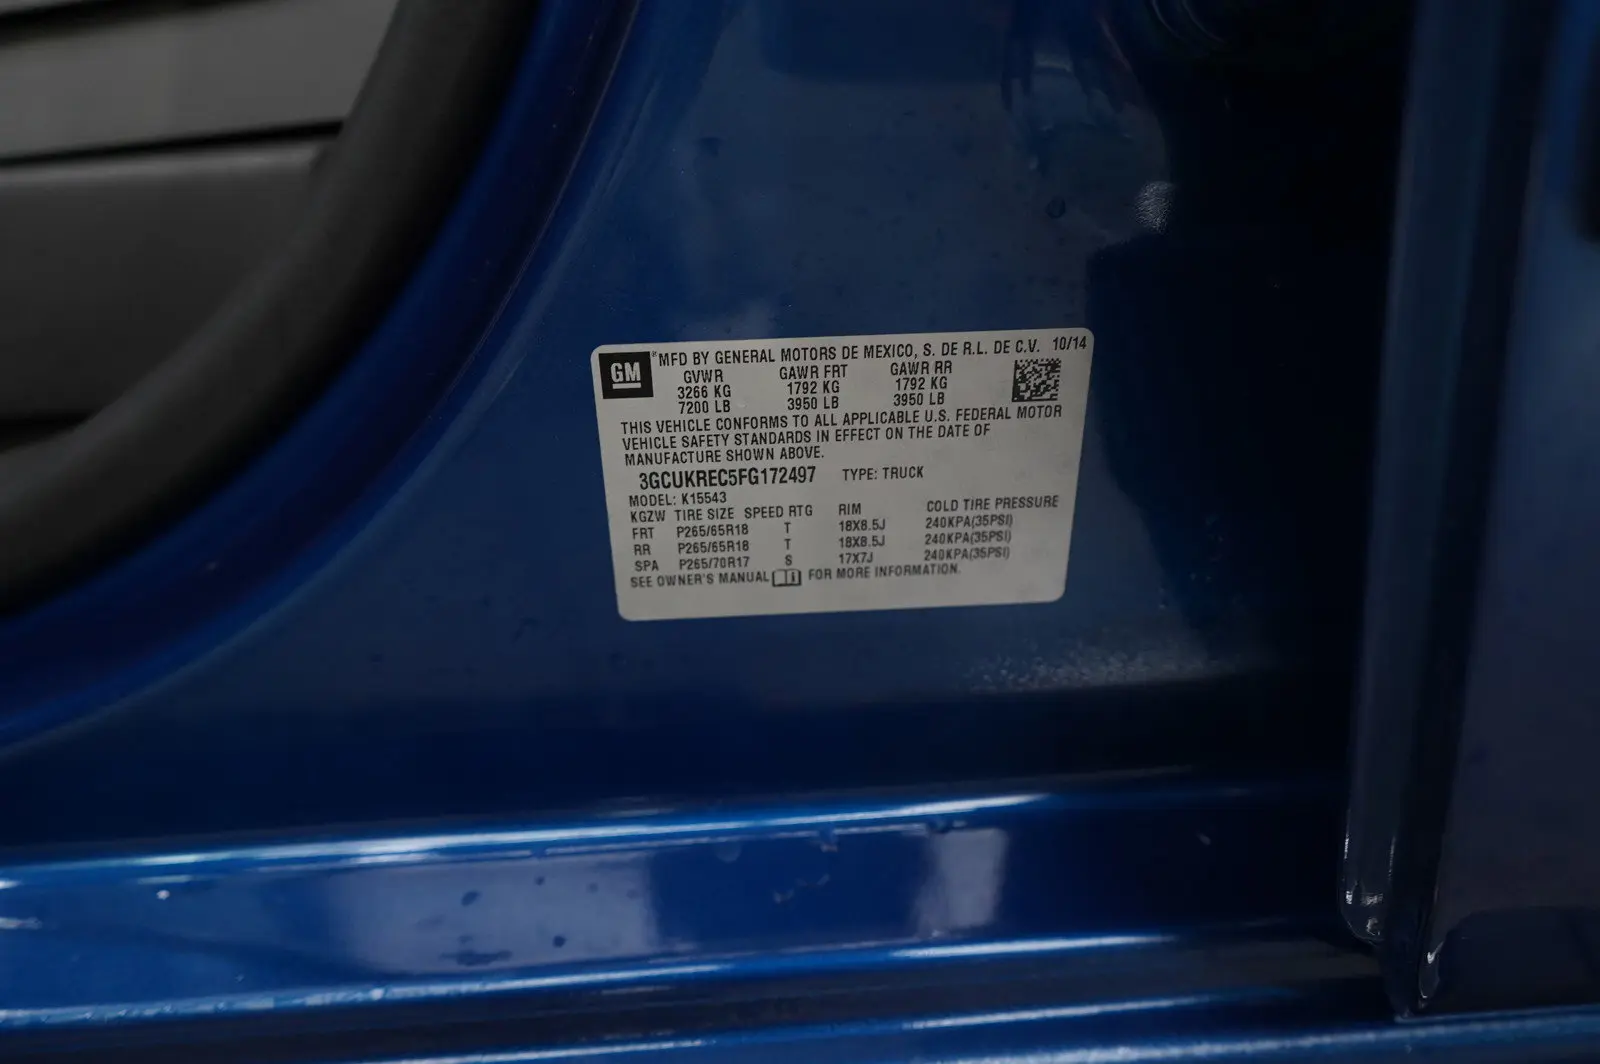 GM ®MFD BY GENERAL MOTORS DE MEXICO, S. DE R.L. DE C.V. 10/14
GVWR GAWR FRT GAWR RR
3266 KG 1792 KG 1792 KG
7200 LB 3950 LB 3950 LB
THIS VEHICLE CONFORMS TO ALL APPLICABLE U.S. FEDERAL MOTOR
VEHICLE SAFETY STANDARDS IN EFFECT ON THE DATE OF
MANUFACTURE SHOWN ABOVE.
3GCUKREC5FG172497 TYPE: TRUCK
MODEL: K15543
KGZW TIRE SIZE SPEED RTG RIM COLD TIRE PRESSURE
FRT P265/65R18 T 18X8.5J 240KPA(35PSI)
RR P265/65R18 T 18X8.5J 240KPA(35PSI)
SPA P265/70R17 S 17X7J 240KPA(35PSI)
SEE OWNER'S MANUAL FOR MORE INFORMATION.